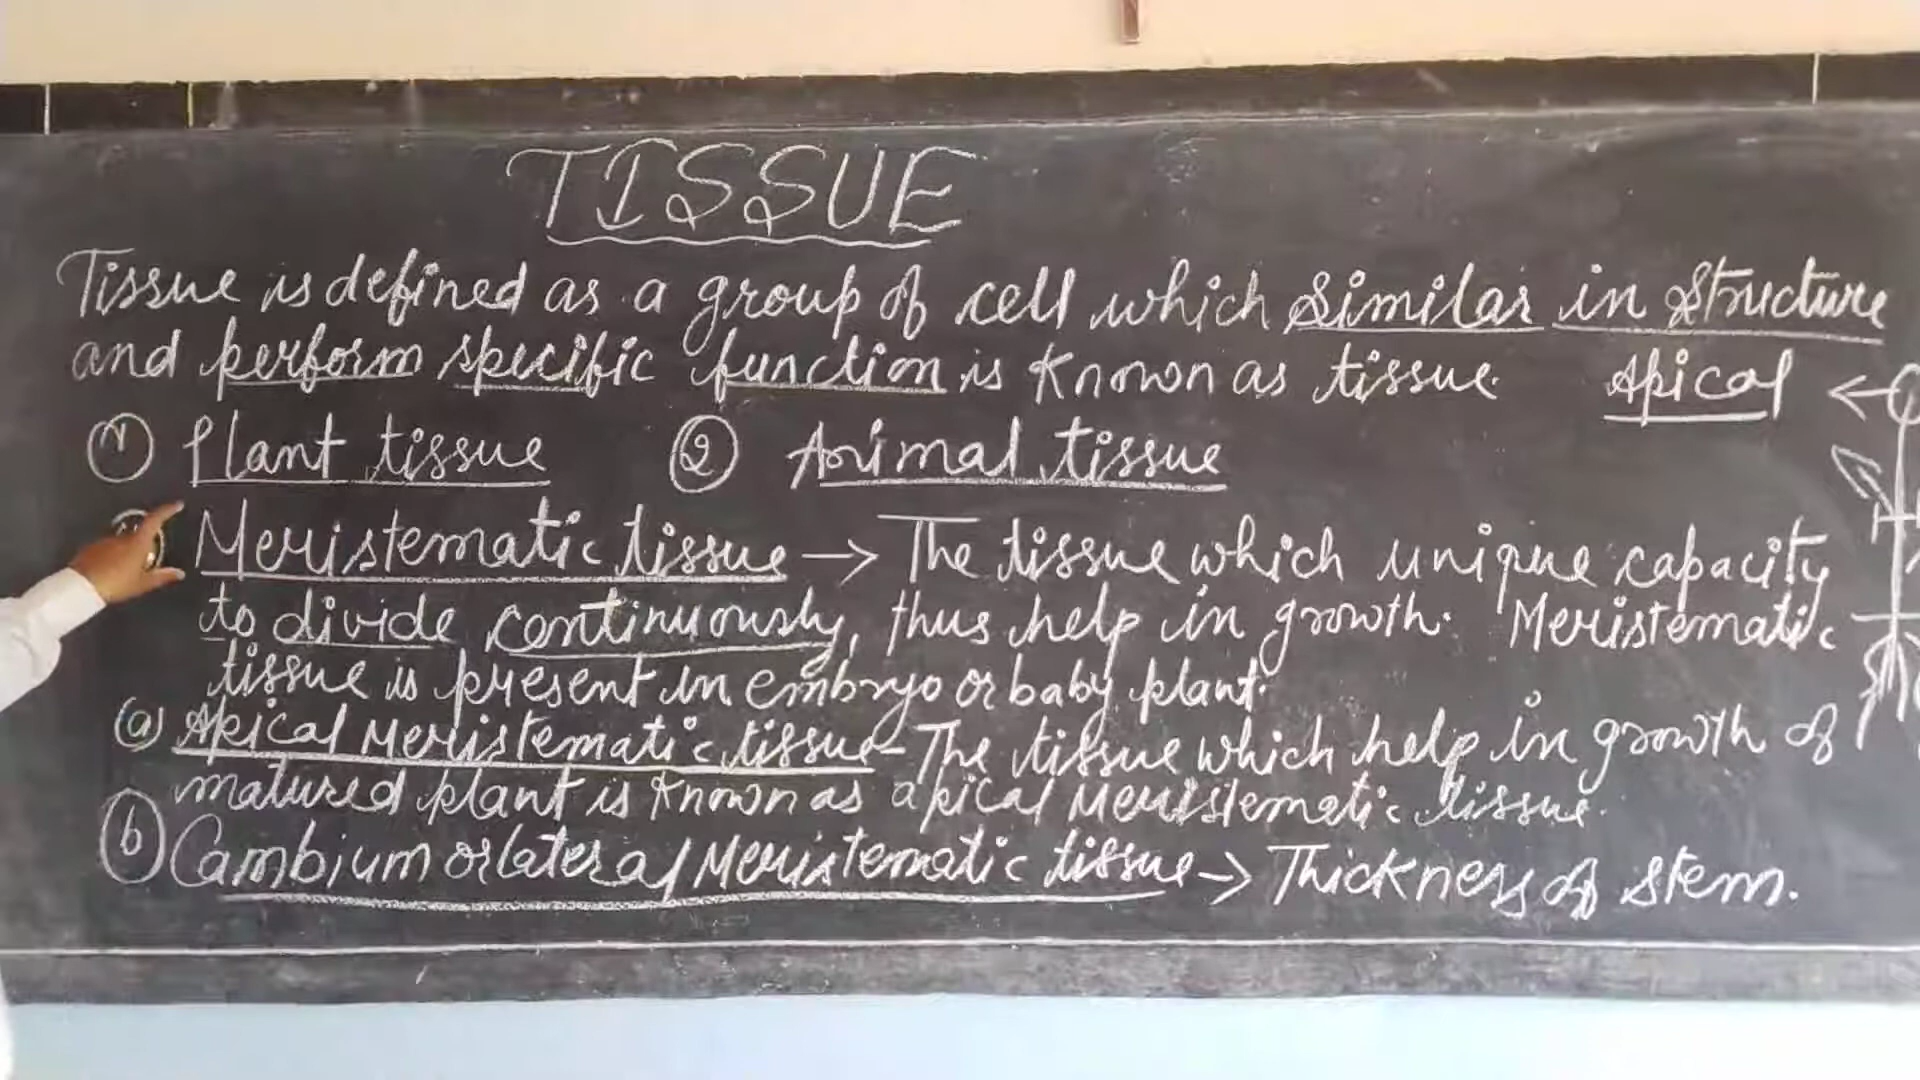 TISSUE
Tissue is defined as a group of cell which similar in structure
and perform specific function is known as tissue.
Apical ←
① Plant tissue ② Animal tissue
Meristematic tissue → The tissue which unique capacity
to divide continuously, thus help in growth. Meristematic
tissue is present in embryo or baby plant.
(a) Apical Meristematic tissue - The tissue which help in growth of
matured plant is known as apical Meristematic tissue.
(b) Cambium or lateral Meristematic tissue → Thickness of stem.